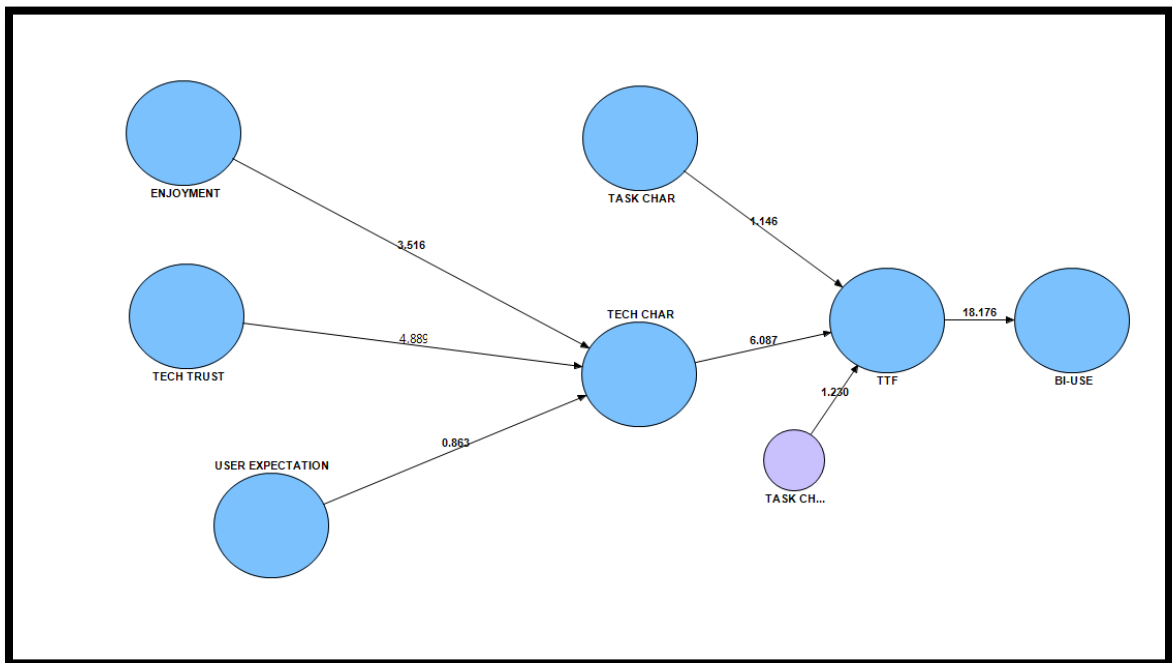 ENJOYMENT
TASK CHAR
3.516
1.146
TECH TRUST
4.889
TECH CHAR
6.087
TTF
18.176
BI-USE
1.230
TASK CH...
USER EXPECTATION
0.863